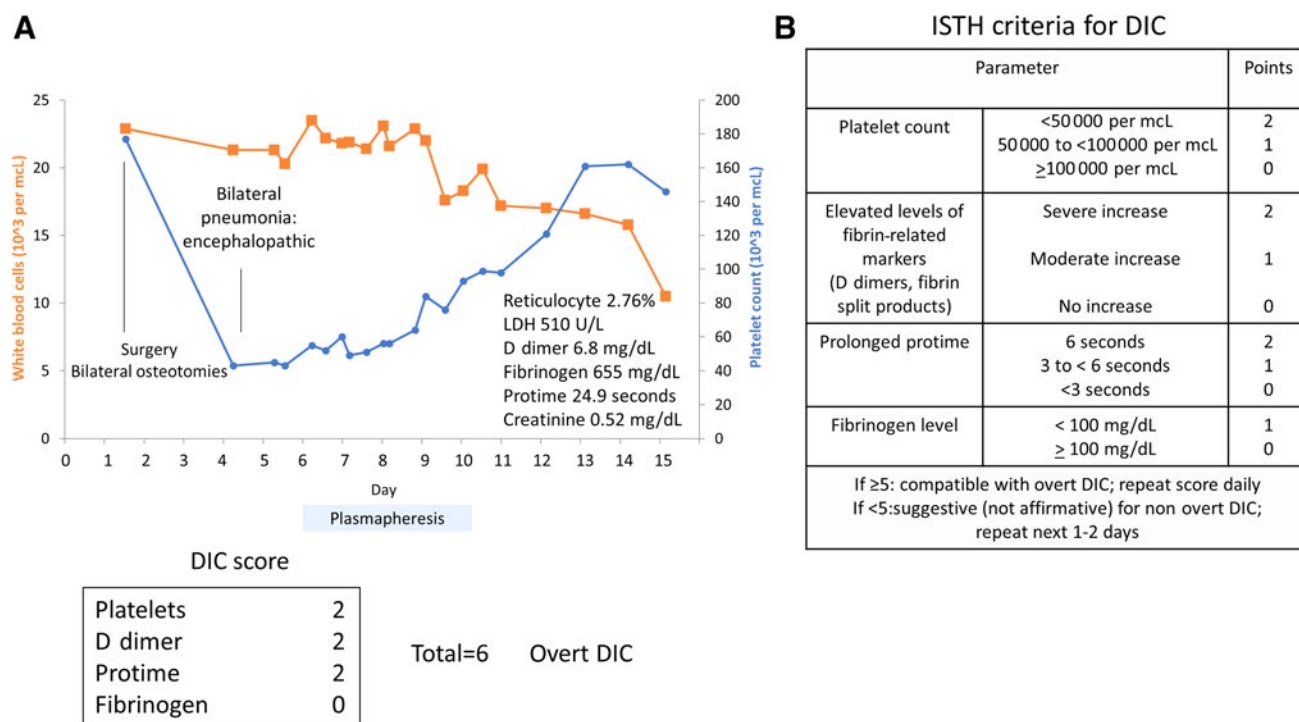 A
25
20
15
10
5
0
White blood cells (10^3 per mcL)
200
180
160
140
120
100
80
60
40
20
0
Platelet count (10^3 per mcL)
Bilateral
pneumonia:
encephalopathic
Surgery
Bilateral osteotomies
Reticulocyte 2.76%
LDH 510 U/L
D dimer 6.8 mg/dL
Fibrinogen 655 mg/dL
Protime 24.9 seconds
Creatinine 0.52 mg/dL
0 1 2 3 4 5 6 7 8 9 10 11 12 13 14 15
Day
Plasmapheresis
DIC score
Platelets 2
D dimer 2
Protime 2
Fibrinogen 0
Total=6 Overt DIC
B
ISTH criteria for DIC
Parameter Points
Platelet count <50 000 per mcL 2
50 000 to <100 000 per mcL 1
≥100 000 per mcL 0
Elevated levels of Severe increase 2
fibrin-related
markers Moderate increase 1
(D dimers, fibrin
split products) No increase 0
Prolonged protime 6 seconds 2
3 to < 6 seconds 1
<3 seconds 0
Fibrinogen level < 100 mg/dL 1
≥ 100 mg/dL 0
If ≥5: compatible with overt DIC; repeat score daily
If <5:suggestive (not affirmative) for non overt DIC;
repeat next 1-2 days